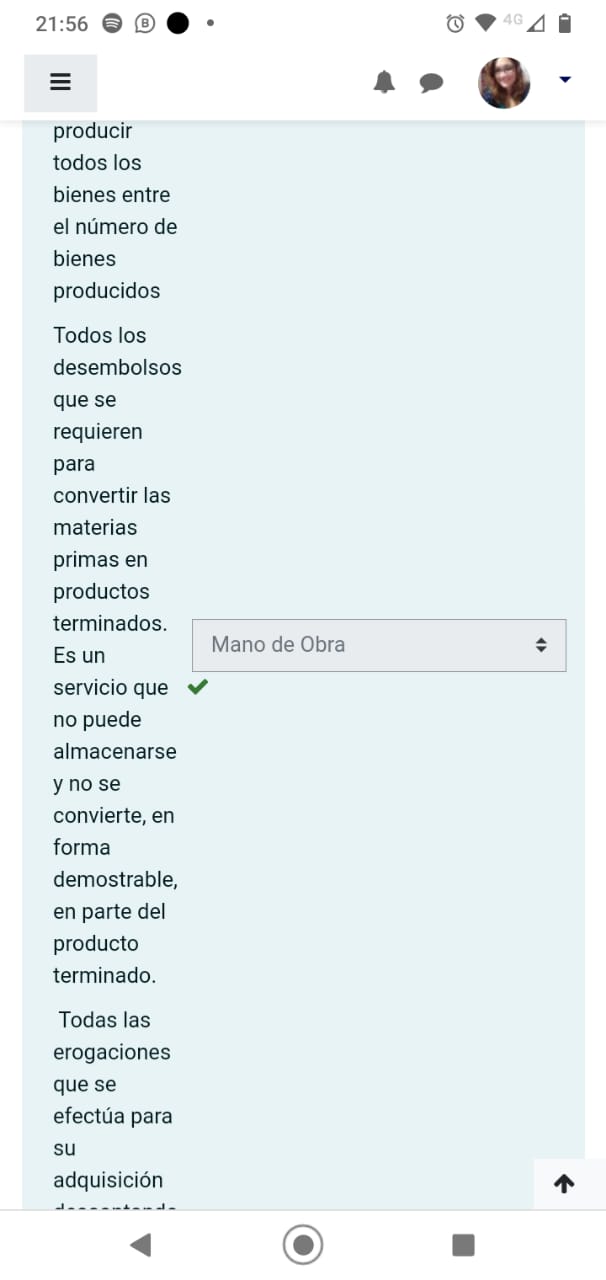 21:56
4G
producir
todos los
bienes entre
el número de
bienes
producidos
Todos los
desembolsos
que se
requieren
para
convertir las
materias
primas en
productos
terminados.
Es un
servicio que
no puede
almacenarse
y no se
convierte, en
forma
demostrable,
en parte del
producto
terminado.
Mano de Obra
Todas las
erogaciones
que se
efectúa para
su
adquisición